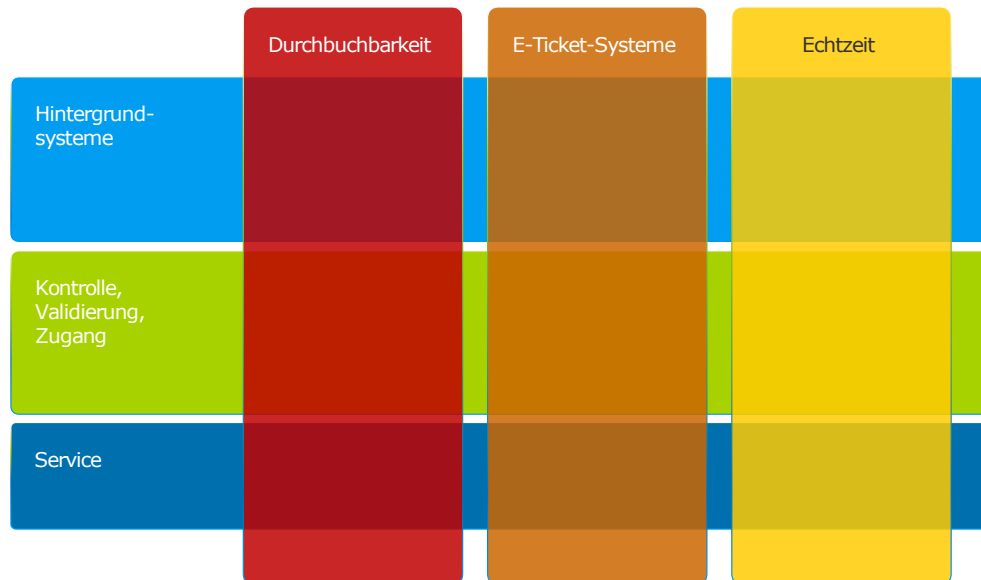 Durchbuchbarkeit
E-Ticket-Systeme
Echtzeit
Hintergrund-
systeme
Kontrolle,
Validierung,
Zugang
Service